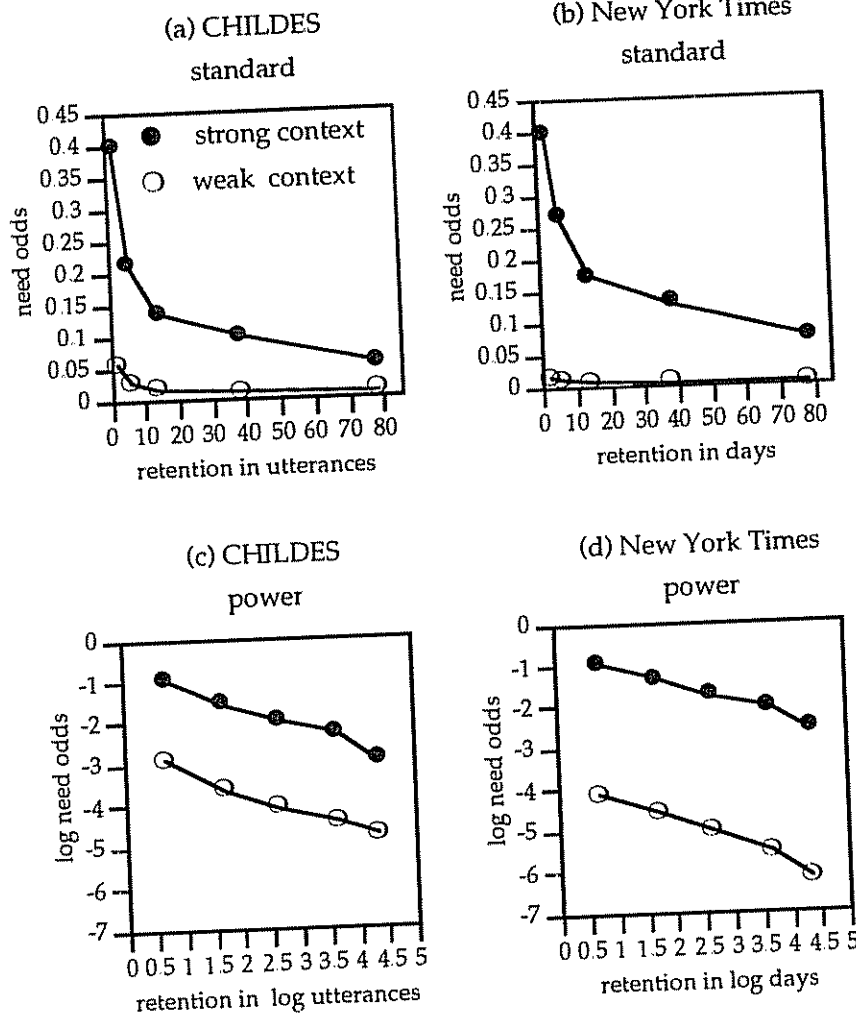 (a) CHILDES
standard
need odds
0.45
0.4
0.35
0.3
0.25
0.2
0.15
0.1
0.05
0
strong context
weak context
0 10 20 30 40 50 60 70 80
retention in utterances
(b) New York Times
standard
need odds
0.45
0.4
0.35
0.3
0.25
0.2
0.15
0.1
0.05
0
0 10 20 30 40 50 60 70 80
retention in days
(c) CHILDES
power
log need odds
0
-1
-2
-3
-4
-5
-6
-7
0 0.5 1 1.5 2 2.5 3 3.5 4 4.5 5
retention in log utterances
(d) New York Times
power
log need odds
0
-1
-2
-3
-4
-5
-6
-7
0 0.5 1 1.5 2 2.5 3 3.5 4 4.5 5
retention in log days